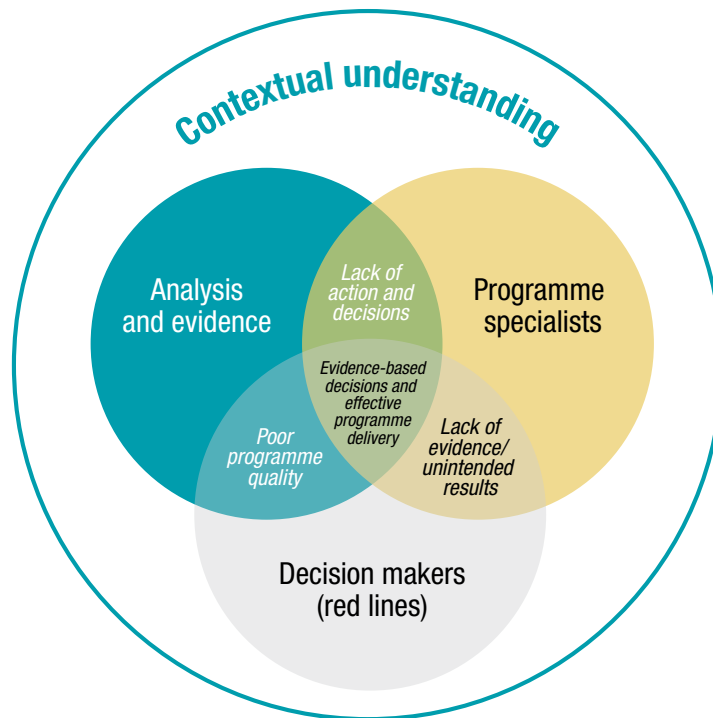 Contextual understanding
Analysis
and evidence
Lack of
action and
decisions
Programme
specialists
Evidence-based
decisions and
effective
programme
delivery
Poor
programme
quality
Lack of
evidence/
unintended
results
Decision makers
(red lines)